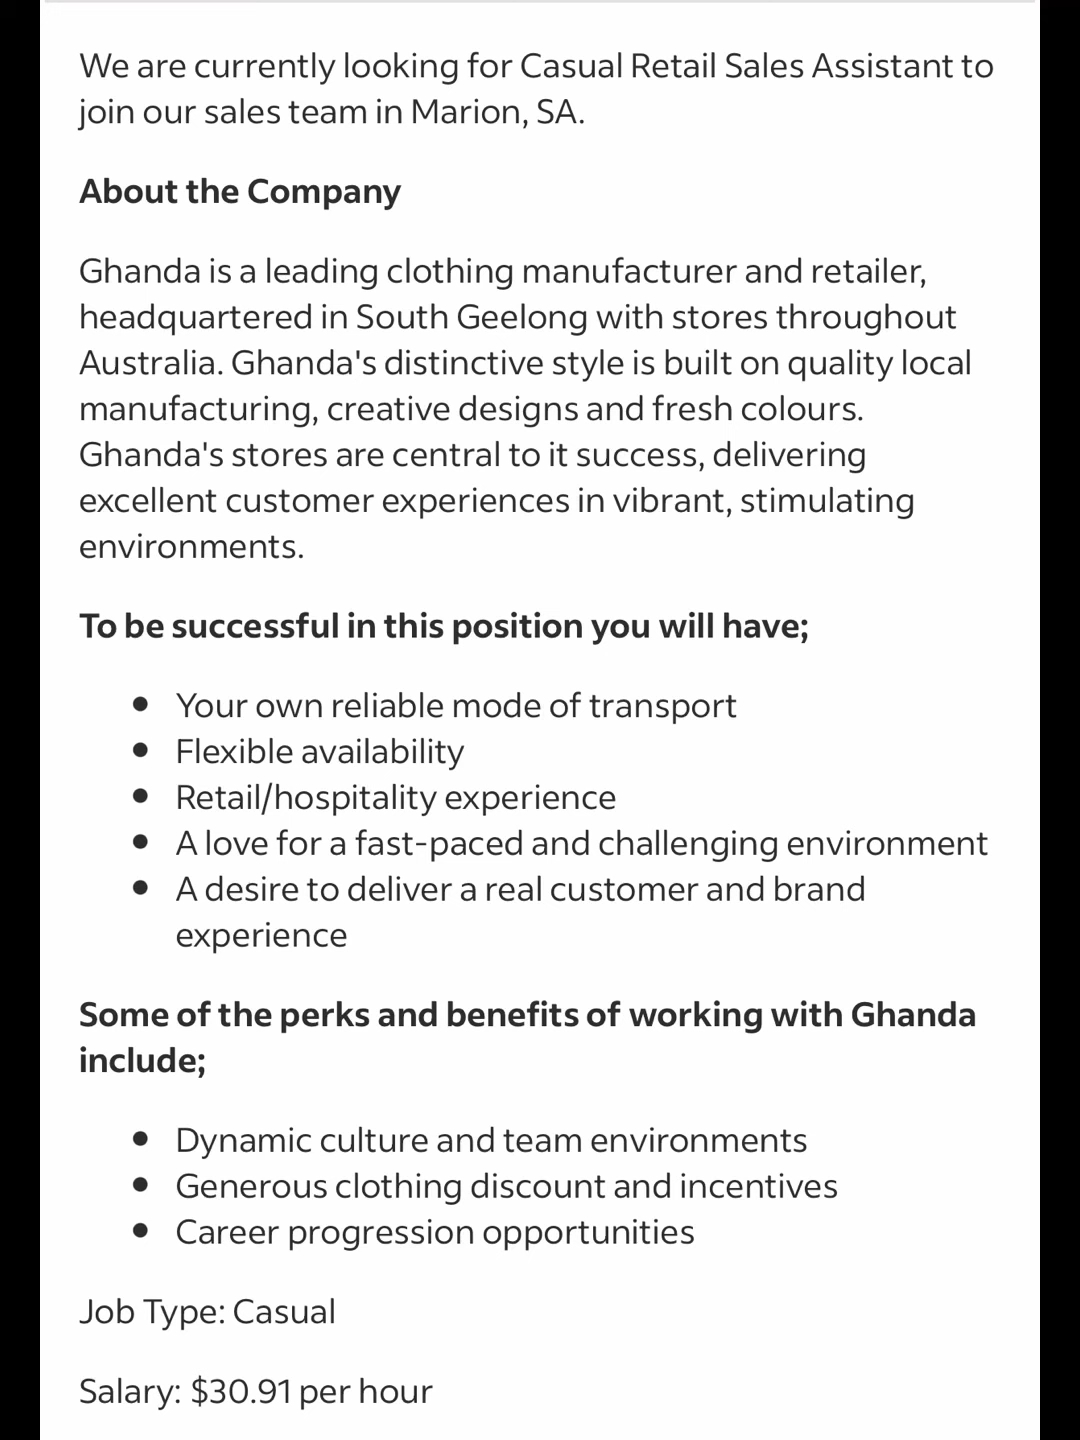 We are currently looking for Casual Retail Sales Assistant to
join our sales team in Marion, SA.
About the Company
Ghanda is a leading clothing manufacturer and retailer,
headquartered in South Geelong with stores throughout
Australia. Ghanda's distinctive style is built on quality local
manufacturing, creative designs and fresh colours.
Ghanda's stores are central to it success, delivering
excellent customer experiences in vibrant, stimulating
environments.
To be successful in this position you will have;
● Your own reliable mode of transport
● Flexible availability
● Retail/hospitality experience
● A love for a fast-paced and challenging environment
● A desire to deliver a real customer and brand
experience
Some of the perks and benefits of working with Ghanda
include;
● Dynamic culture and team environments
● Generous clothing discount and incentives
● Career progression opportunities
Job Type: Casual
Salary: $30.91 per hour